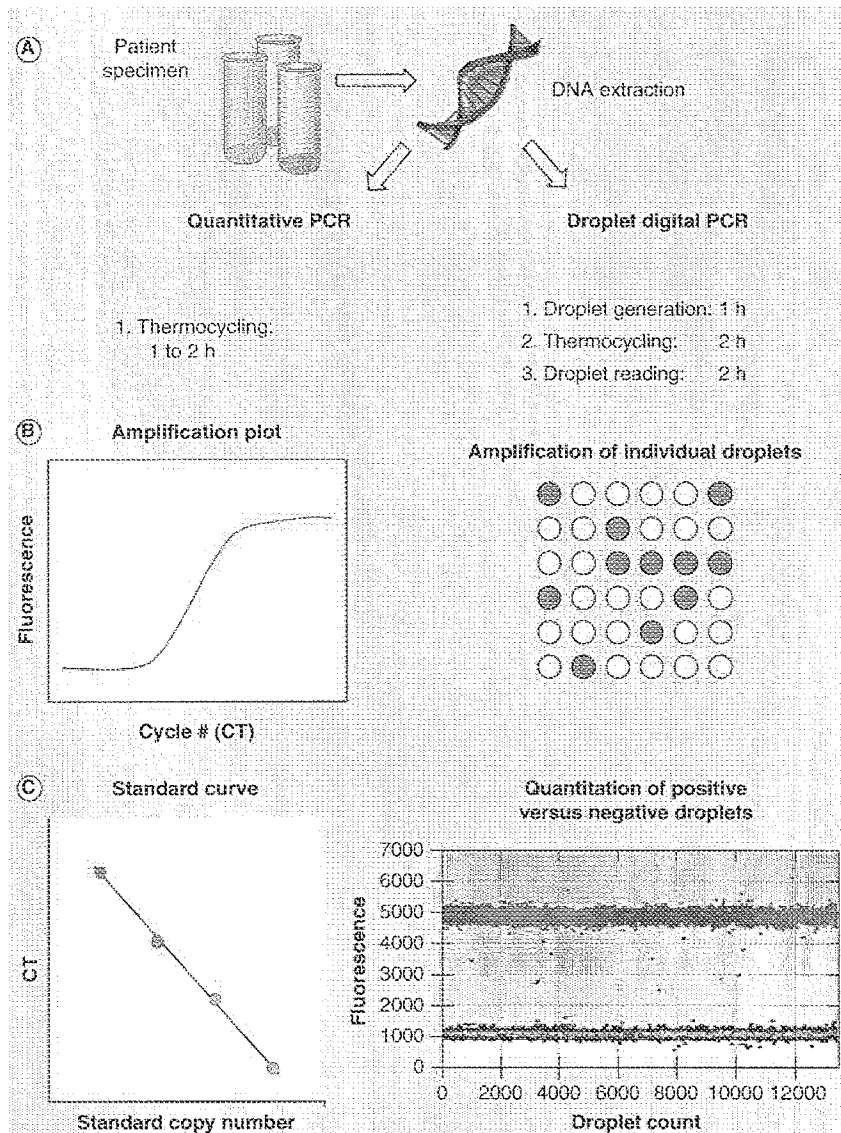 A
Patient
specimen
DNA extraction
Quantitative PCR
Droplet digital PCR
1. Thermocycling:
1 to 2 h
1. Droplet generation: 1 h
2. Thermocycling: 2 h
3. Droplet reading: 2 h
B
Amplification plot
Fluorescence
Cycle # (CT)
Amplification of individual droplets
C
Standard curve
CT
Standard copy number
Quantitation of positive
versus negative droplets
Fluorescence
7000
6000
5000
4000
3000
2000
1000
0
0 2000 4000 6000 8000 10000 12000
Droplet count